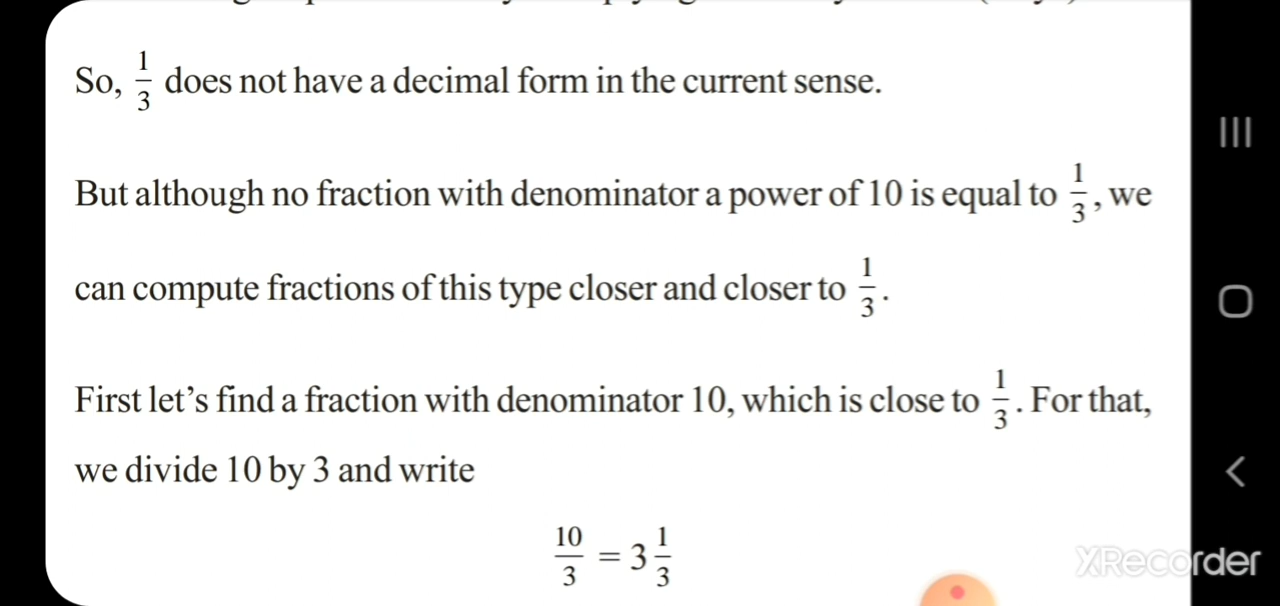 So, 1/3 does not have a decimal form in the current sense.
But although no fraction with denominator a power of 10 is equal to 1/3, we
can compute fractions of this type closer and closer to 1/3.
First let’s find a fraction with denominator 10, which is close to 1/3. For that,
we divide 10 by 3 and write
10/3 = 3 1/3
XRecorder